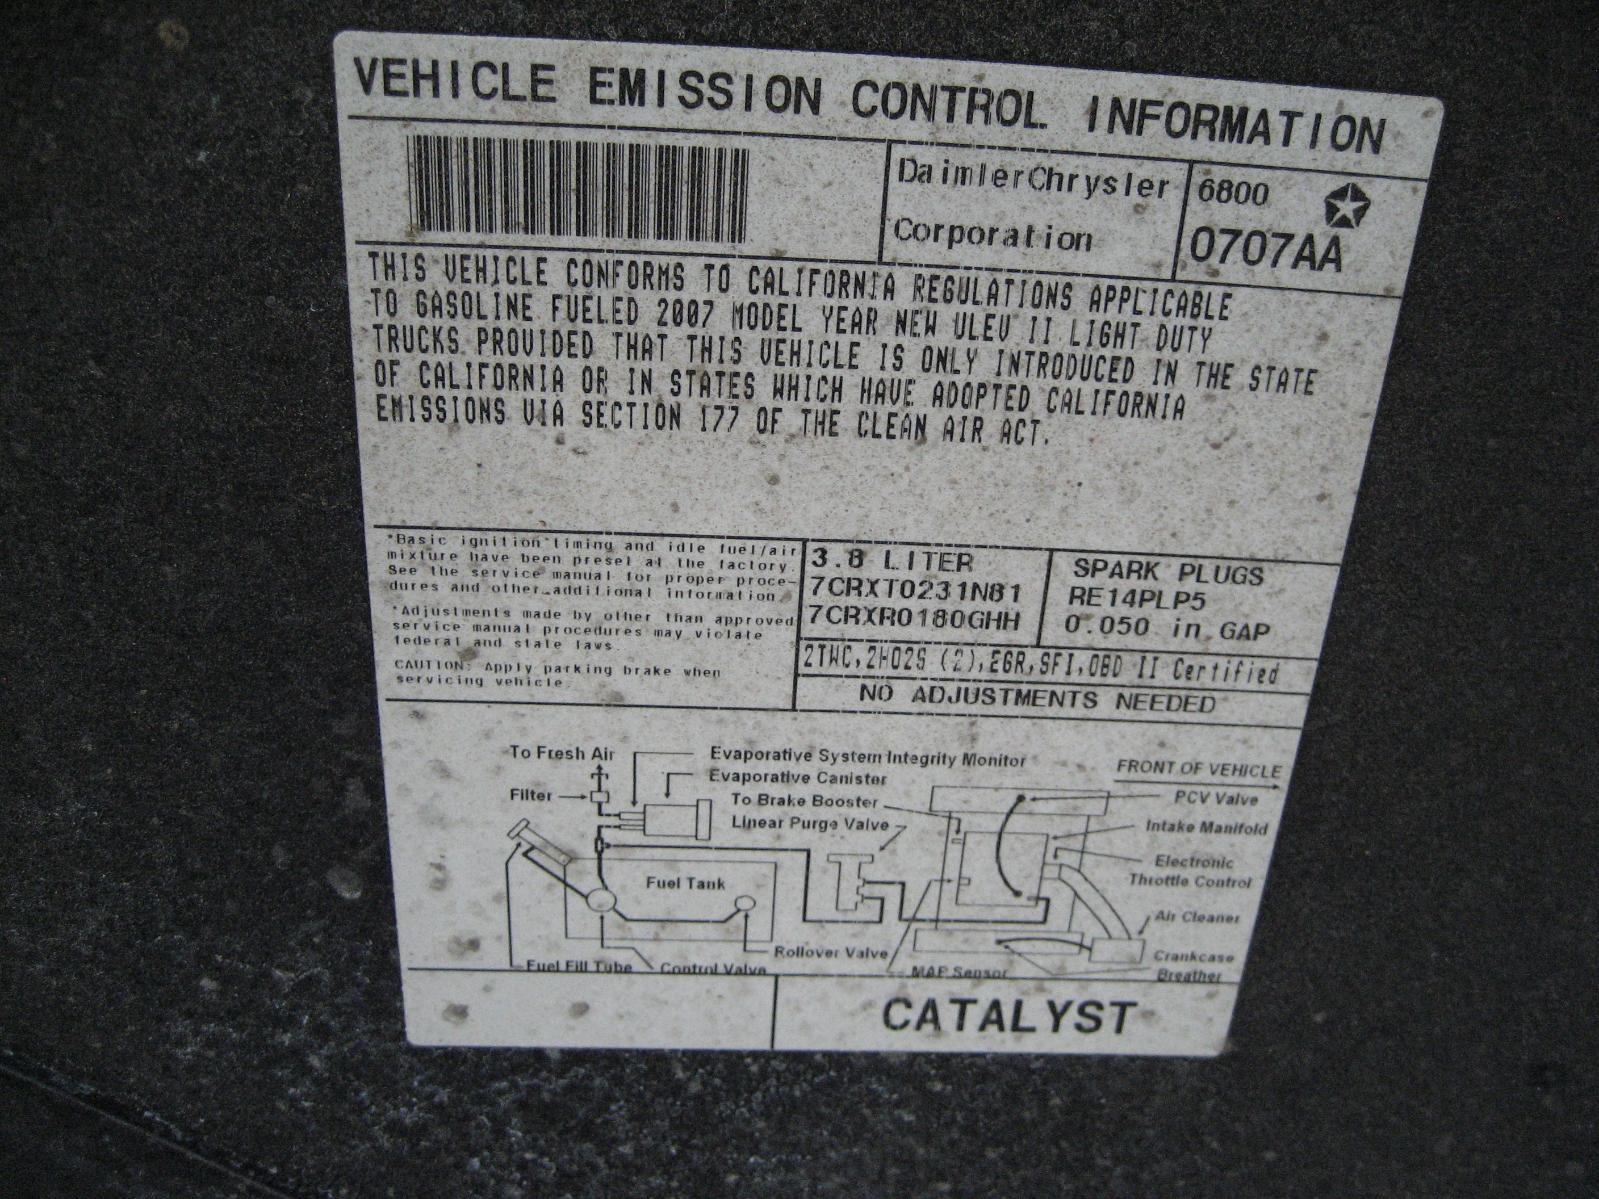 VEHICLE EMISSION CONTROL INFORMATION
DaimlerChrysler
Corporation
6800
0707AA
THIS VEHICLE CONFORMS TO CALIFORNIA REGULATIONS APPLICABLE
TO GASOLINE FUELED 2007 MODEL YEAR NEW ULEV II LIGHT DUTY
TRUCKS PROVIDED THAT THIS VEHICLE IS ONLY INTRODUCED IN THE STATE
OF CALIFORNIA OR IN STATES WHICH HAVE ADOPTED CALIFORNIA
EMISSIONS VIA SECTION 177 OF THE CLEAN AIR ACT.
*Basic ignition timing and idle fuel/air
mixture have been preset at the factory.
See the service manual for proper proce-
dures and other additional information.
*Adjustments made by other than approved
service manual procedures may violate
federal and state laws.
CAUTION: Apply parking brake when
servicing vehicle.
3.8 LITER
7CRXT0231N81
7CRXR0180GHH
SPARK PLUGS
RE14PLP5
0.050 in GAP
2TWC,2HO2S (2),EGR,SFI,OBD II Certified
NO ADJUSTMENTS NEEDED
To Fresh Air
Evaporative System Integrity Monitor
FRONT OF VEHICLE
Evaporative Canister
Filter
To Brake Booster
PCV Valve
Linear Purge Valve
Intake Manifold
Electronic
Throttle Control
Fuel Tank
Air Cleaner
Rollover Valve
Crankcase
Breather
Fuel Fill Tube
Control Valve
MAP Sensor
CATALYST